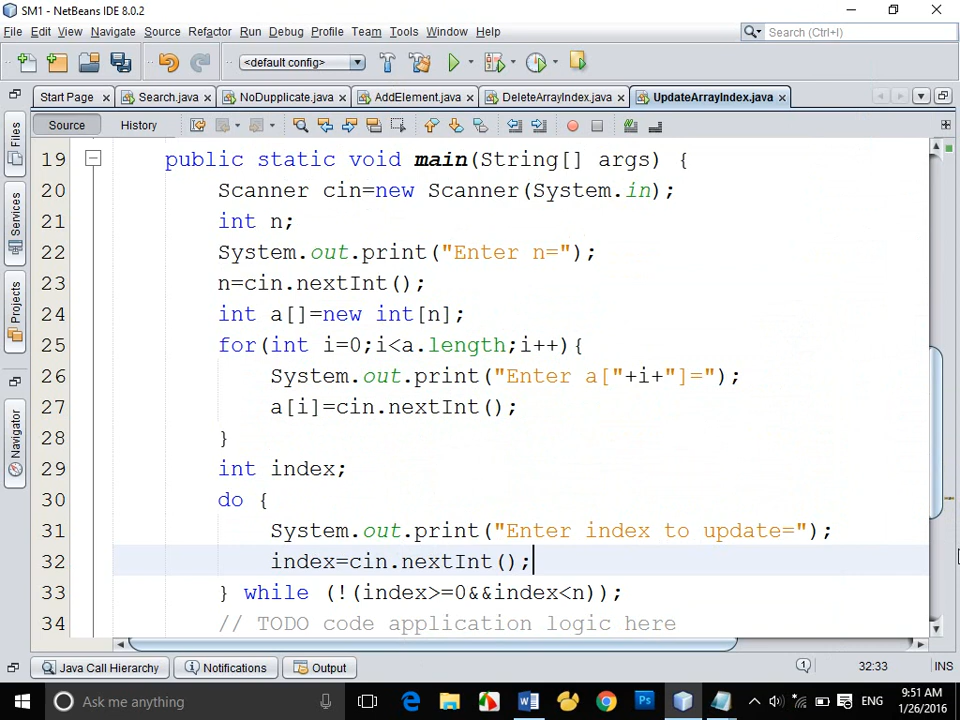 SM1 - NetBeans IDE 8.0.2
File Edit View Navigate Source Refactor Run Debug Profile Team Tools Window Help
Search (Ctrl+I)
<default config>
Start Page Search.java NoDupplicate.java AddElement.java DeleteArrayIndex.java UpdateArrayIndex.java
Source History
Files
Services
Projects
Navigator
19 public static void main(String[] args) {
20 Scanner cin=new Scanner(System.in);
21 int n;
22 System.out.print("Enter n=");
23 n=cin.nextInt();
24 int a[]=new int[n];
25 for(int i=0;i<a.length;i++){
26 System.out.print("Enter a["+i+"]=");
27 a[i]=cin.nextInt();
28 }
29 int index;
30 do {
31 System.out.print("Enter index to update=");
32 index=cin.nextInt();
33 } while (!(index>=0&&index<n));
34 // TODO code application logic here
Java Call Hierarchy Notifications Output
1 32:33 INS
Ask me anything
ENG
9:51 AM
1/26/2016